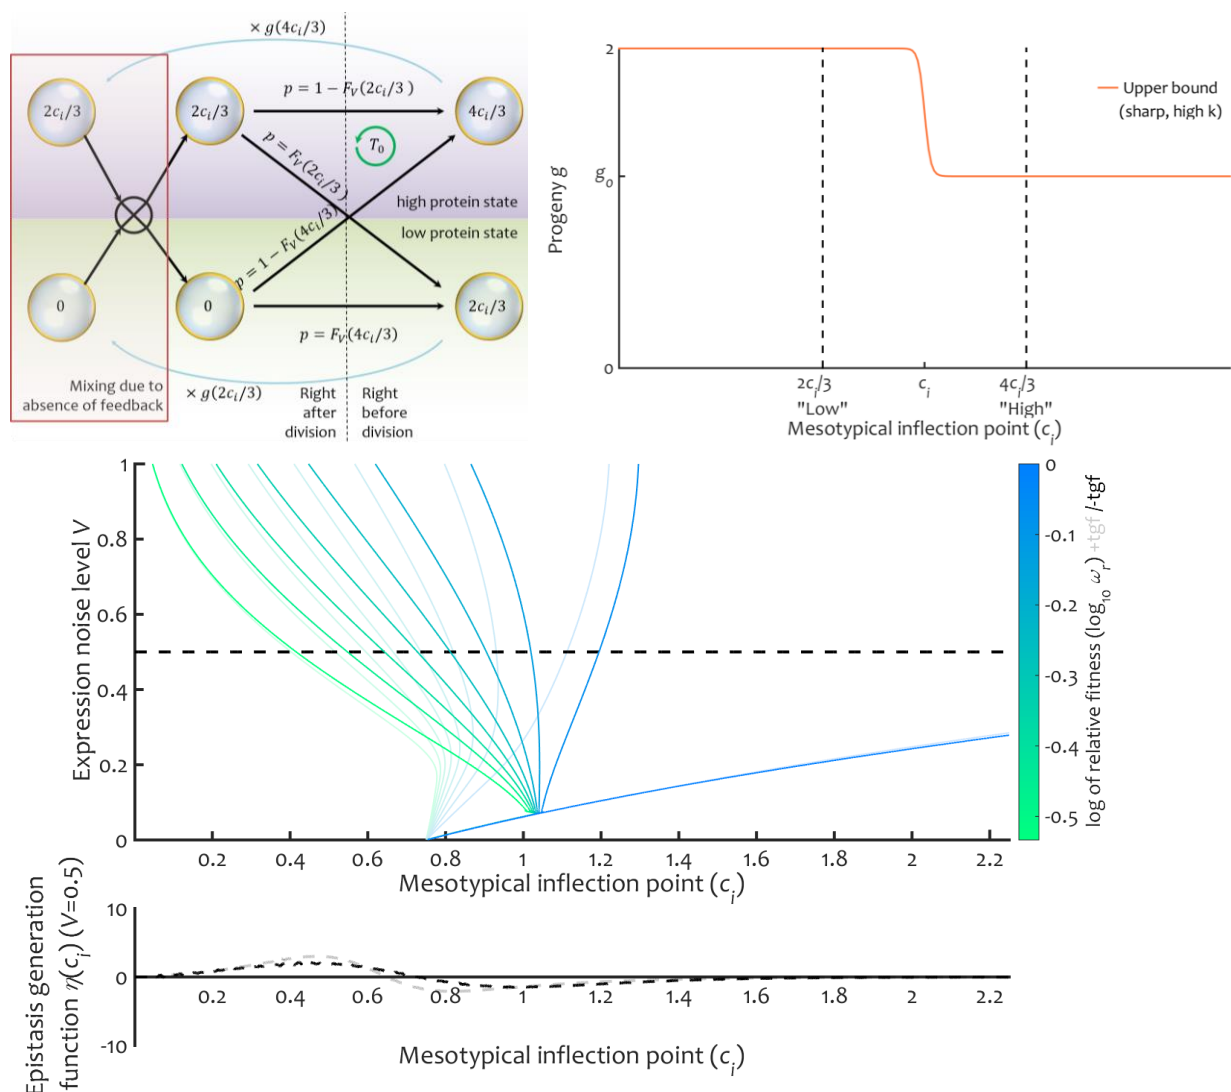 × g(4cᵢ/3)
2cᵢ/3
2cᵢ/3
p = 1 − F_V(2cᵢ/3 )
4cᵢ/3
T₀
p = F_V(2cᵢ/3 )
high protein state
low protein state
p = 1 − F_V(4cᵢ/3)
0
0
2cᵢ/3
p = F_V(4cᵢ/3)
Mixing due to
absence of feedback
× g(2cᵢ/3)
Right
after
division
Right
before
division
Progeny g
2
g₀
0
Upper bound
(sharp, high k)
2cᵢ/3
cᵢ
4cᵢ/3
"Low"
"High"
Mesotypical inflection point (cᵢ)
Expression noise level V
1
0.8
0.6
0.4
0.2
0
0.2 0.4 0.6 0.8 1 1.2 1.4 1.6 1.8 2 2.2
Mesotypical inflection point (cᵢ)
0
-0.1
-0.2
-0.3
-0.4
-0.5
log of relative fitness (log₁₀ ωᵣ) +tgf /-tgf
Epistasis generation
function η(cᵢ) (V=0.5)
10
0
-10
0.2 0.4 0.6 0.8 1 1.2 1.4 1.6 1.8 2 2.2
Mesotypical inflection point (cᵢ)